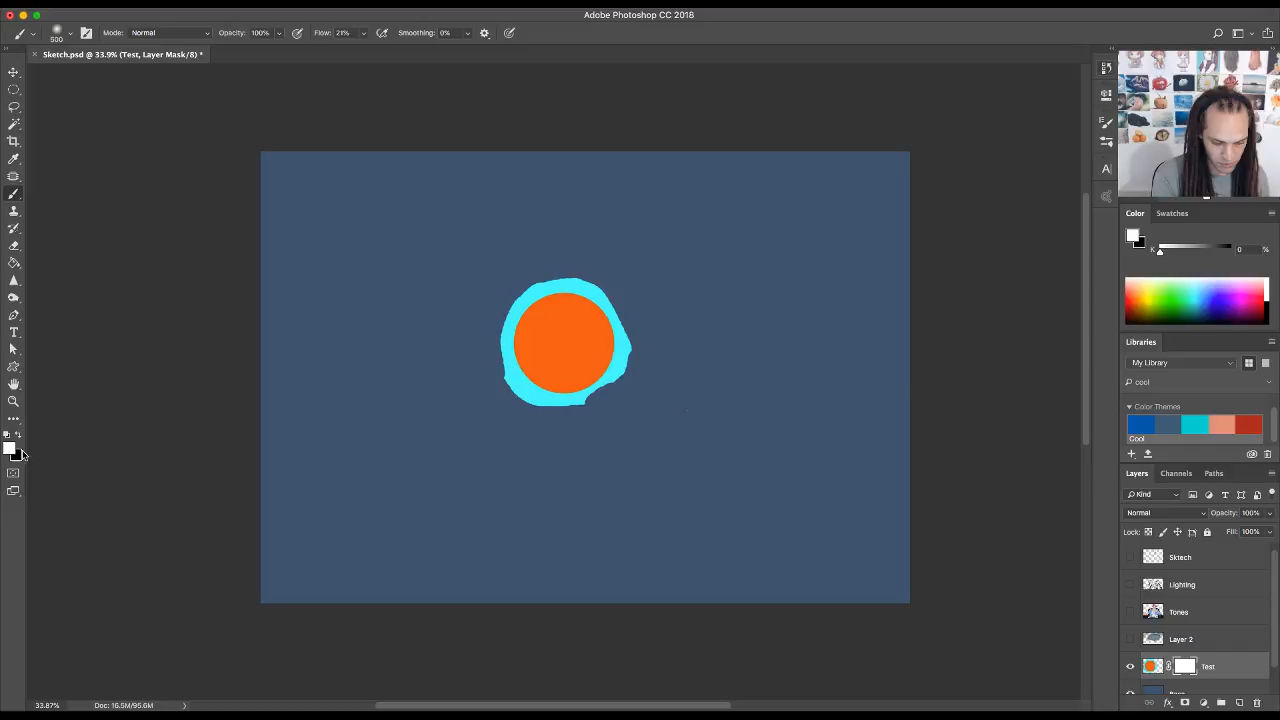 Adobe Photoshop CC 2018
500
Mode: Normal
Opacity: 100%
Flow: 21%
Smoothing: 0%
Sketch.psd @ 33.9% (Test, Layer Mask/8) *
Color
Swatches
K
0
%
Libraries
My Library
cool
Color Themes
Cool
Layers
Channels
Paths
Kind
Normal
Opacity: 100%
Lock:
Fill: 100%
Sktech
Lighting
Tones
Layer 2
Test
33.87%
Doc: 16.5M/95.6M